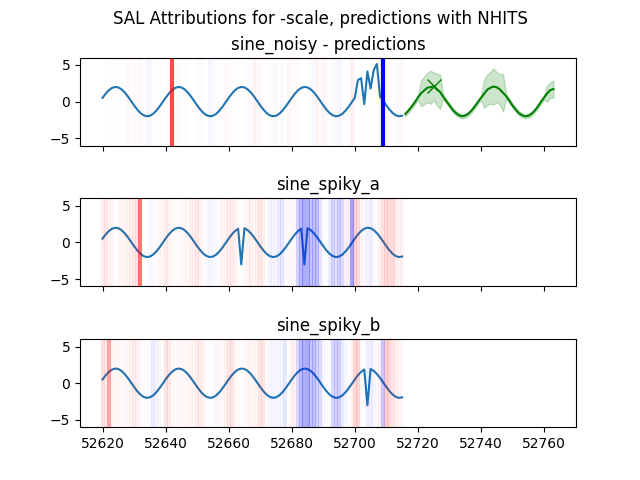 SAL Attributions for -scale, predictions with NHITS
sine_noisy - predictions
5
0
−5
sine_spiky_a
5
0
−5
sine_spiky_b
5
0
−5
52620 52640 52660 52680 52700 52720 52740 52760